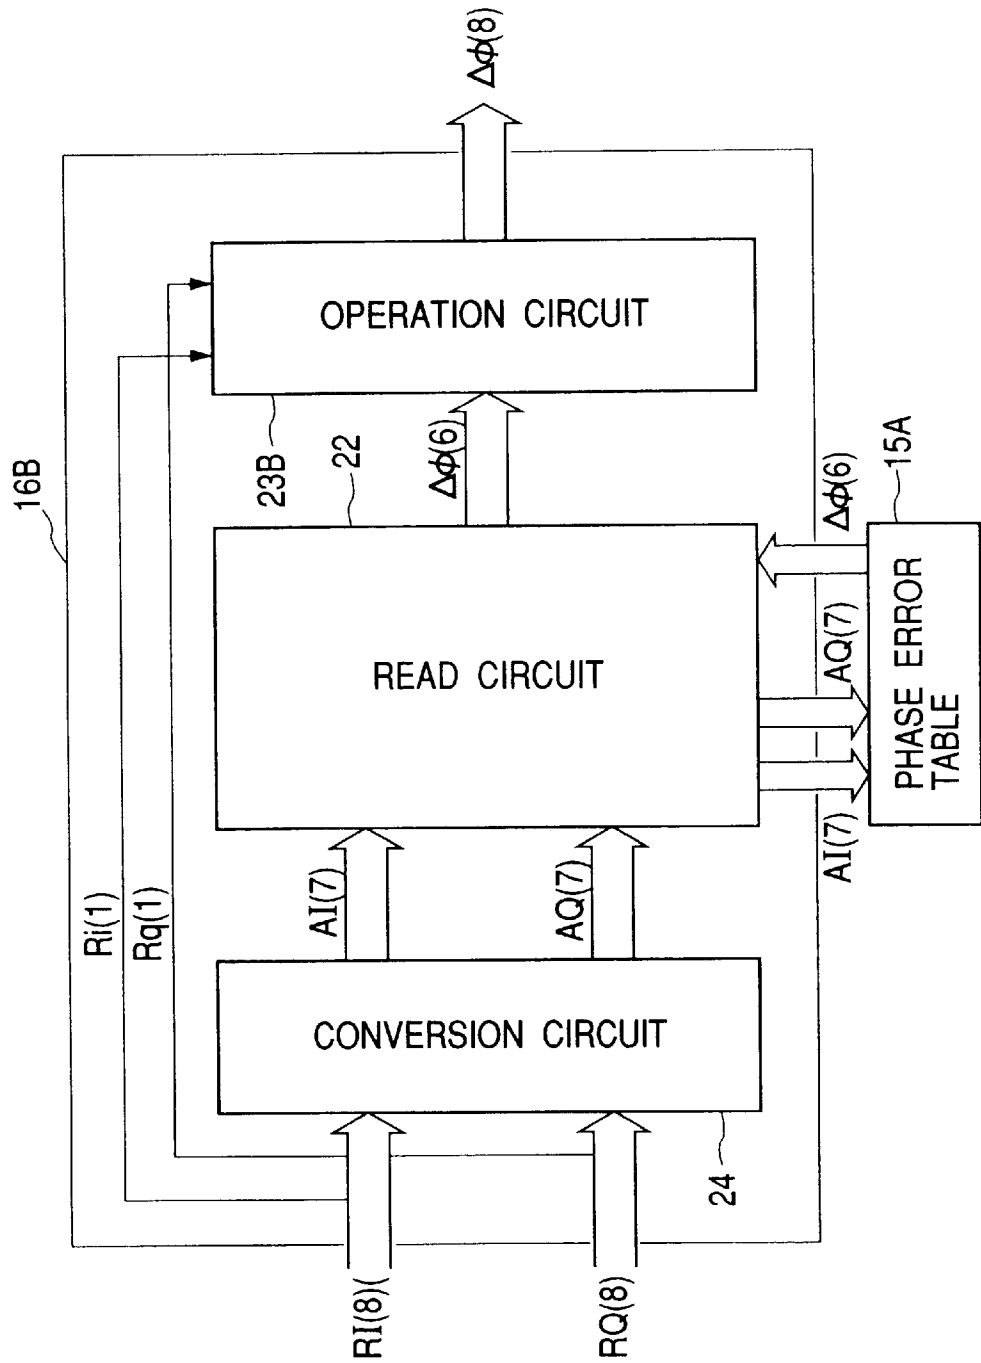 16B
Ri(1)
Rq(1)
RI(8)(
RQ(8)
CONVERSION CIRCUIT
24
AI(7)
AQ(7)
READ CIRCUIT
22
Δϕ(6)
OPERATION CIRCUIT
23B
Δϕ(8)
AI(7)
AQ(7)
Δϕ(6)
PHASE ERROR
TABLE
15A